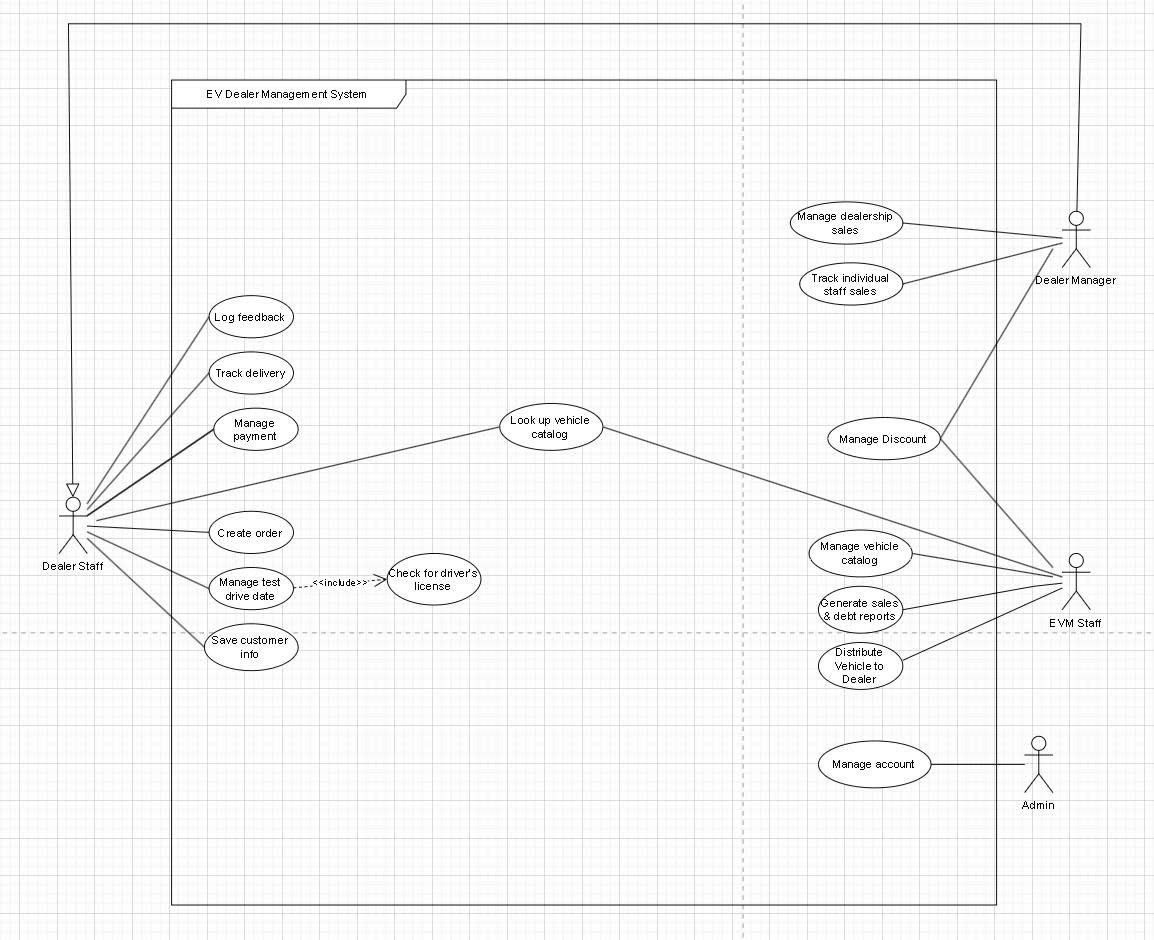 EV Dealer Management System
Manage dealership
sales
Track individual
staff sales
Dealer Manager
Log feedback
Track delivery
Manage
payment
Look up vehicle
catalog
Manage Discount
Dealer Staff
Create order
Manage test
drive date
<<include>>
Check for driver's
license
Save customer
info
Manage vehicle
catalog
Generate sales
& debt reports
Distribute
Vehicle to
Dealer
EVM Staff
Manage account
Admin